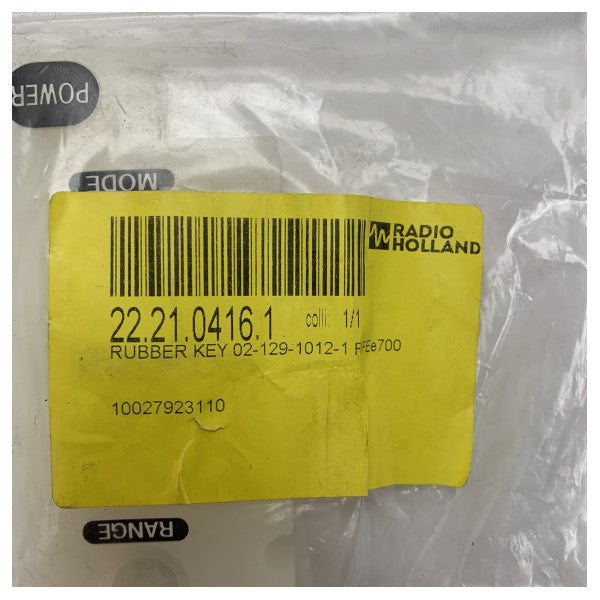 POWER
MODE
RADIO
HOLLAND
22.21.0416.1 colli: 1/1
RUBBER KEY 02-129-1012-1
10027923110
RANGE